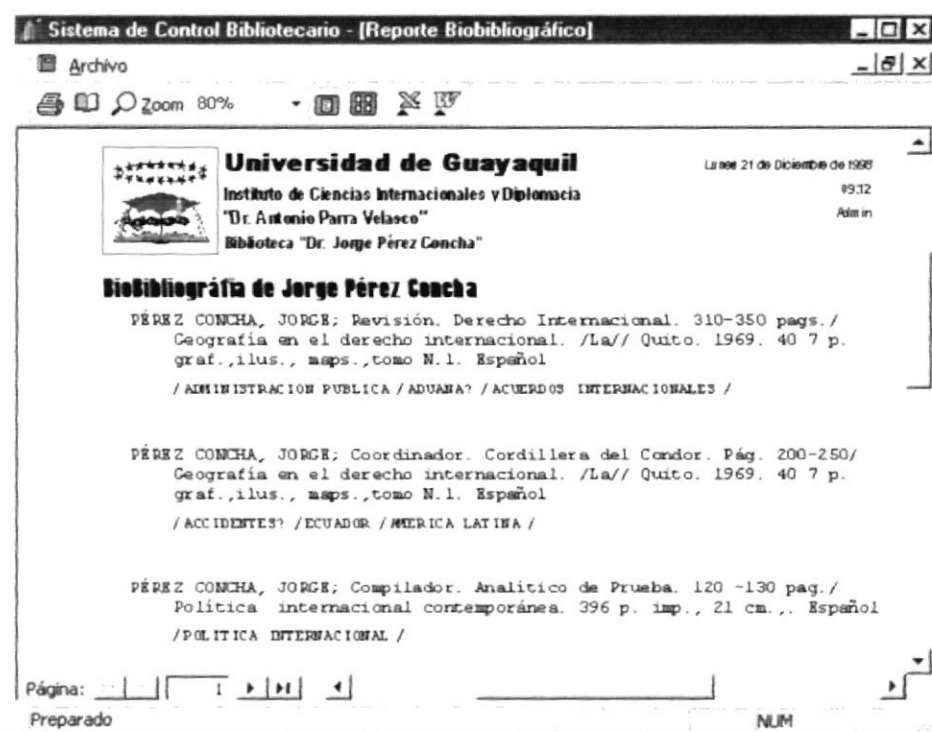 Sistema de Control Bibliotecario - [Reporte Biobibliográfico]
Archivo
Zoom 80%
Universidad de Guayaquil
Lunes 21 de Diciembre de 1998
Instituto de Ciencias Internacionales y Diplomacia
09:12
"Dr. Antonio Parra Velasco"
Admin
Biblioteca "Dr. Jorge Pérez Concha"
BioBibliográfia de Jorge Pérez Concha
PÉREZ CONCHA, JORGE; Revisión. Derecho Internacional. 310-350 pags./
Geografía en el derecho internacional. /La// Quito. 1969. 40 7 p.
graf.,ilus., maps.,tomo N.1. Español
/ADMINISTRACION PUBLICA /ADUANA? /ACUERDOS INTERNACIONALES /
PÉREZ CONCHA, JORGE; Coordinador. Cordillera del Condor. Pág. 200-250/
Geografía en el derecho internacional. /La// Quito. 1969. 40 7 p.
graf.,ilus., maps.,tomo N.1. Español
/ACCIDENTES? /ECUADOR /AMERICA LATINA /
PÉREZ CONCHA, JORGE; Compilador. Analítico de Prueba. 120 -130 pag./
Política internacional contemporánea. 396 p. imp., 21 cm.,. Español
/POLITICA INTERNACIONAL /
Página: 1
Preparado NUM